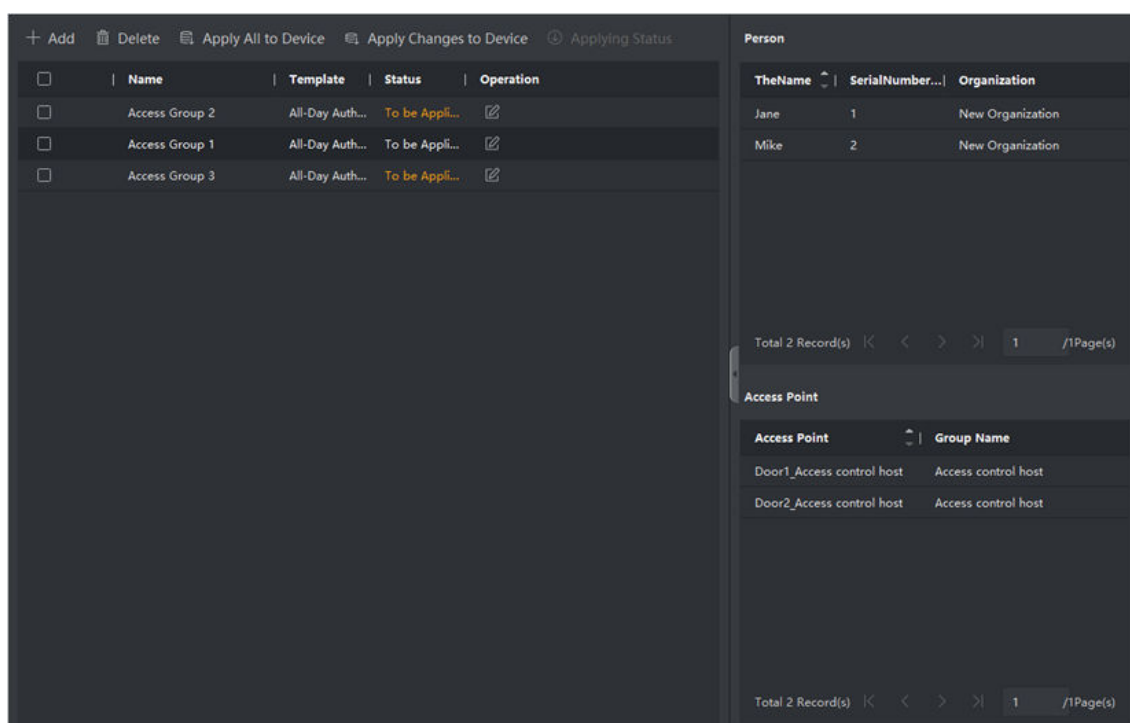 Add Delete Apply All to Device Apply Changes to Device Applying Status
Name | Template | Status | Operation
Access Group 2 All-Day Auth... To be Appli...
Access Group 1 All-Day Auth... To be Appli...
Access Group 3 All-Day Auth... To be Appli...
Person
TheName | SerialNumber...| Organization
Jane 1 New Organization
Mike 2 New Organization
Total 2 Record(s) 1 /1Page(s)
Access Point
Access Point | Group Name
Door1_Access control host Access control host
Door2_Access control host Access control host
Total 2 Record(s) 1 /1Page(s)